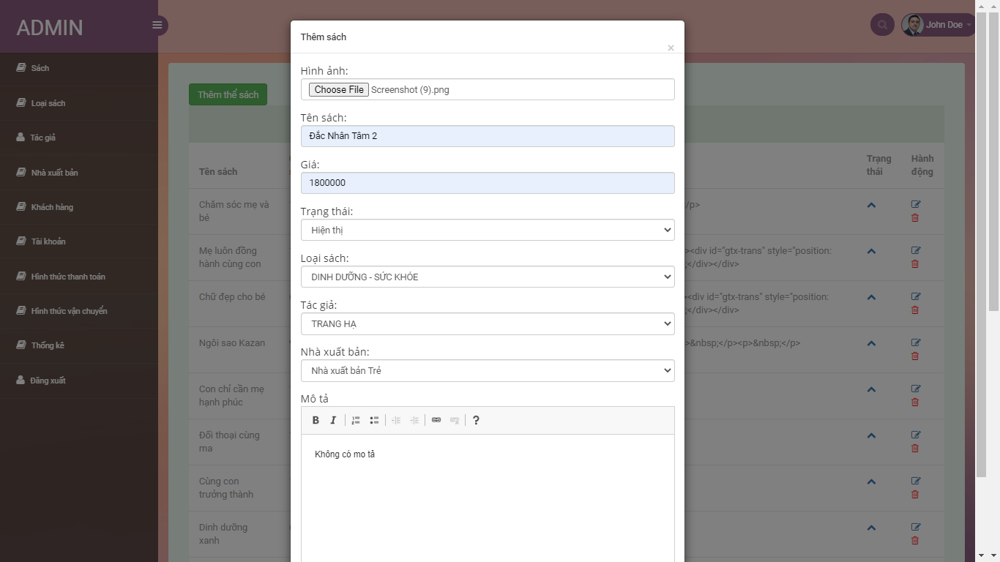 ADMIN
John Doe
Sách
Loại sách
Tác giả
Nhà xuất bản
Khách hàng
Tài khoản
Hình thức thanh toán
Hình thức vận chuyển
Thống kê
Đăng xuất
Thêm thể sách
Tên sách
Trạng
thái
Hành
động
Chăm sóc mẹ và
bé
/p>
Mẹ luôn đồng
hành cùng con
><div id="gtx-trans" style="position:
;</div></div>
Chữ đẹp cho bé
><div id="gtx-trans" style="position:
;</div></div>
Ngôi sao Kazan
>&nbsp;</p><p>&nbsp;</p>
Con chỉ cần mẹ
hạnh phúc
Đối thoại cùng
ma
Cùng con
trưởng thành
Dinh dưỡng
xanh
Thêm sách
×
Hình ảnh:
Choose File Screenshot (9).png
Tên sách:
Đắc Nhân Tâm 2
Giá:
1800000
Trạng thái:
Hiện thị
Loại sách:
DINH DƯỠNG - SỨC KHỎE
Tác giả:
TRANG HẠ
Nhà xuất bản:
Nhà xuất bản Trẻ
Mô tả
B I ?
Không có mo tả